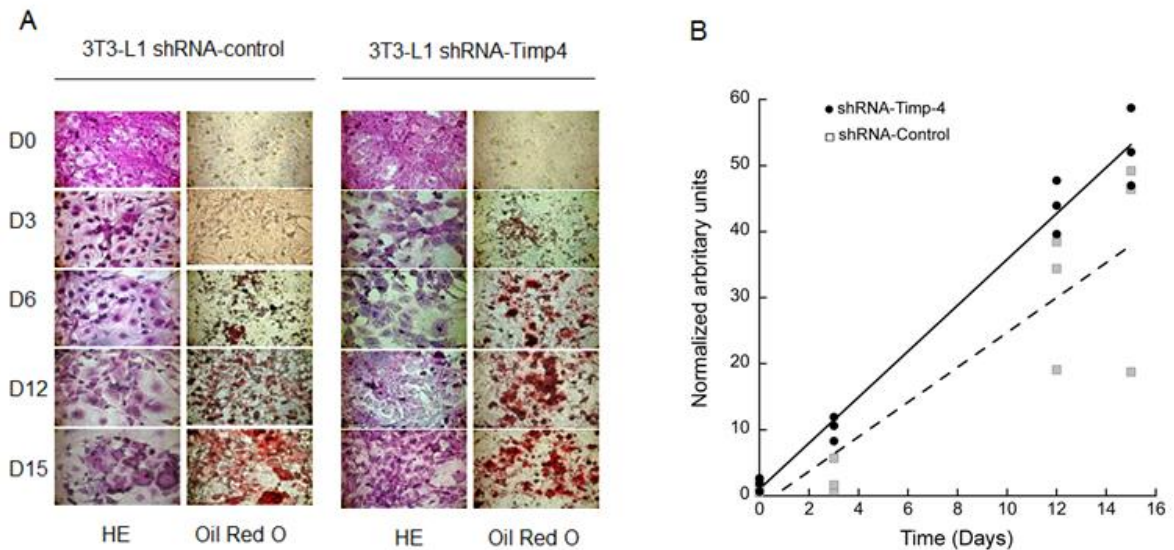 A
3T3-L1 shRNA-control
3T3-L1 shRNA-Timp4
D0
D3
D6
D12
D15
HE
Oil Red O
HE
Oil Red O
B
shRNA-Timp-4
shRNA-Control
Normalized arbritary units
60
50
40
30
20
10
0
0
2
4
6
8
10
12
14
16
Time (Days)